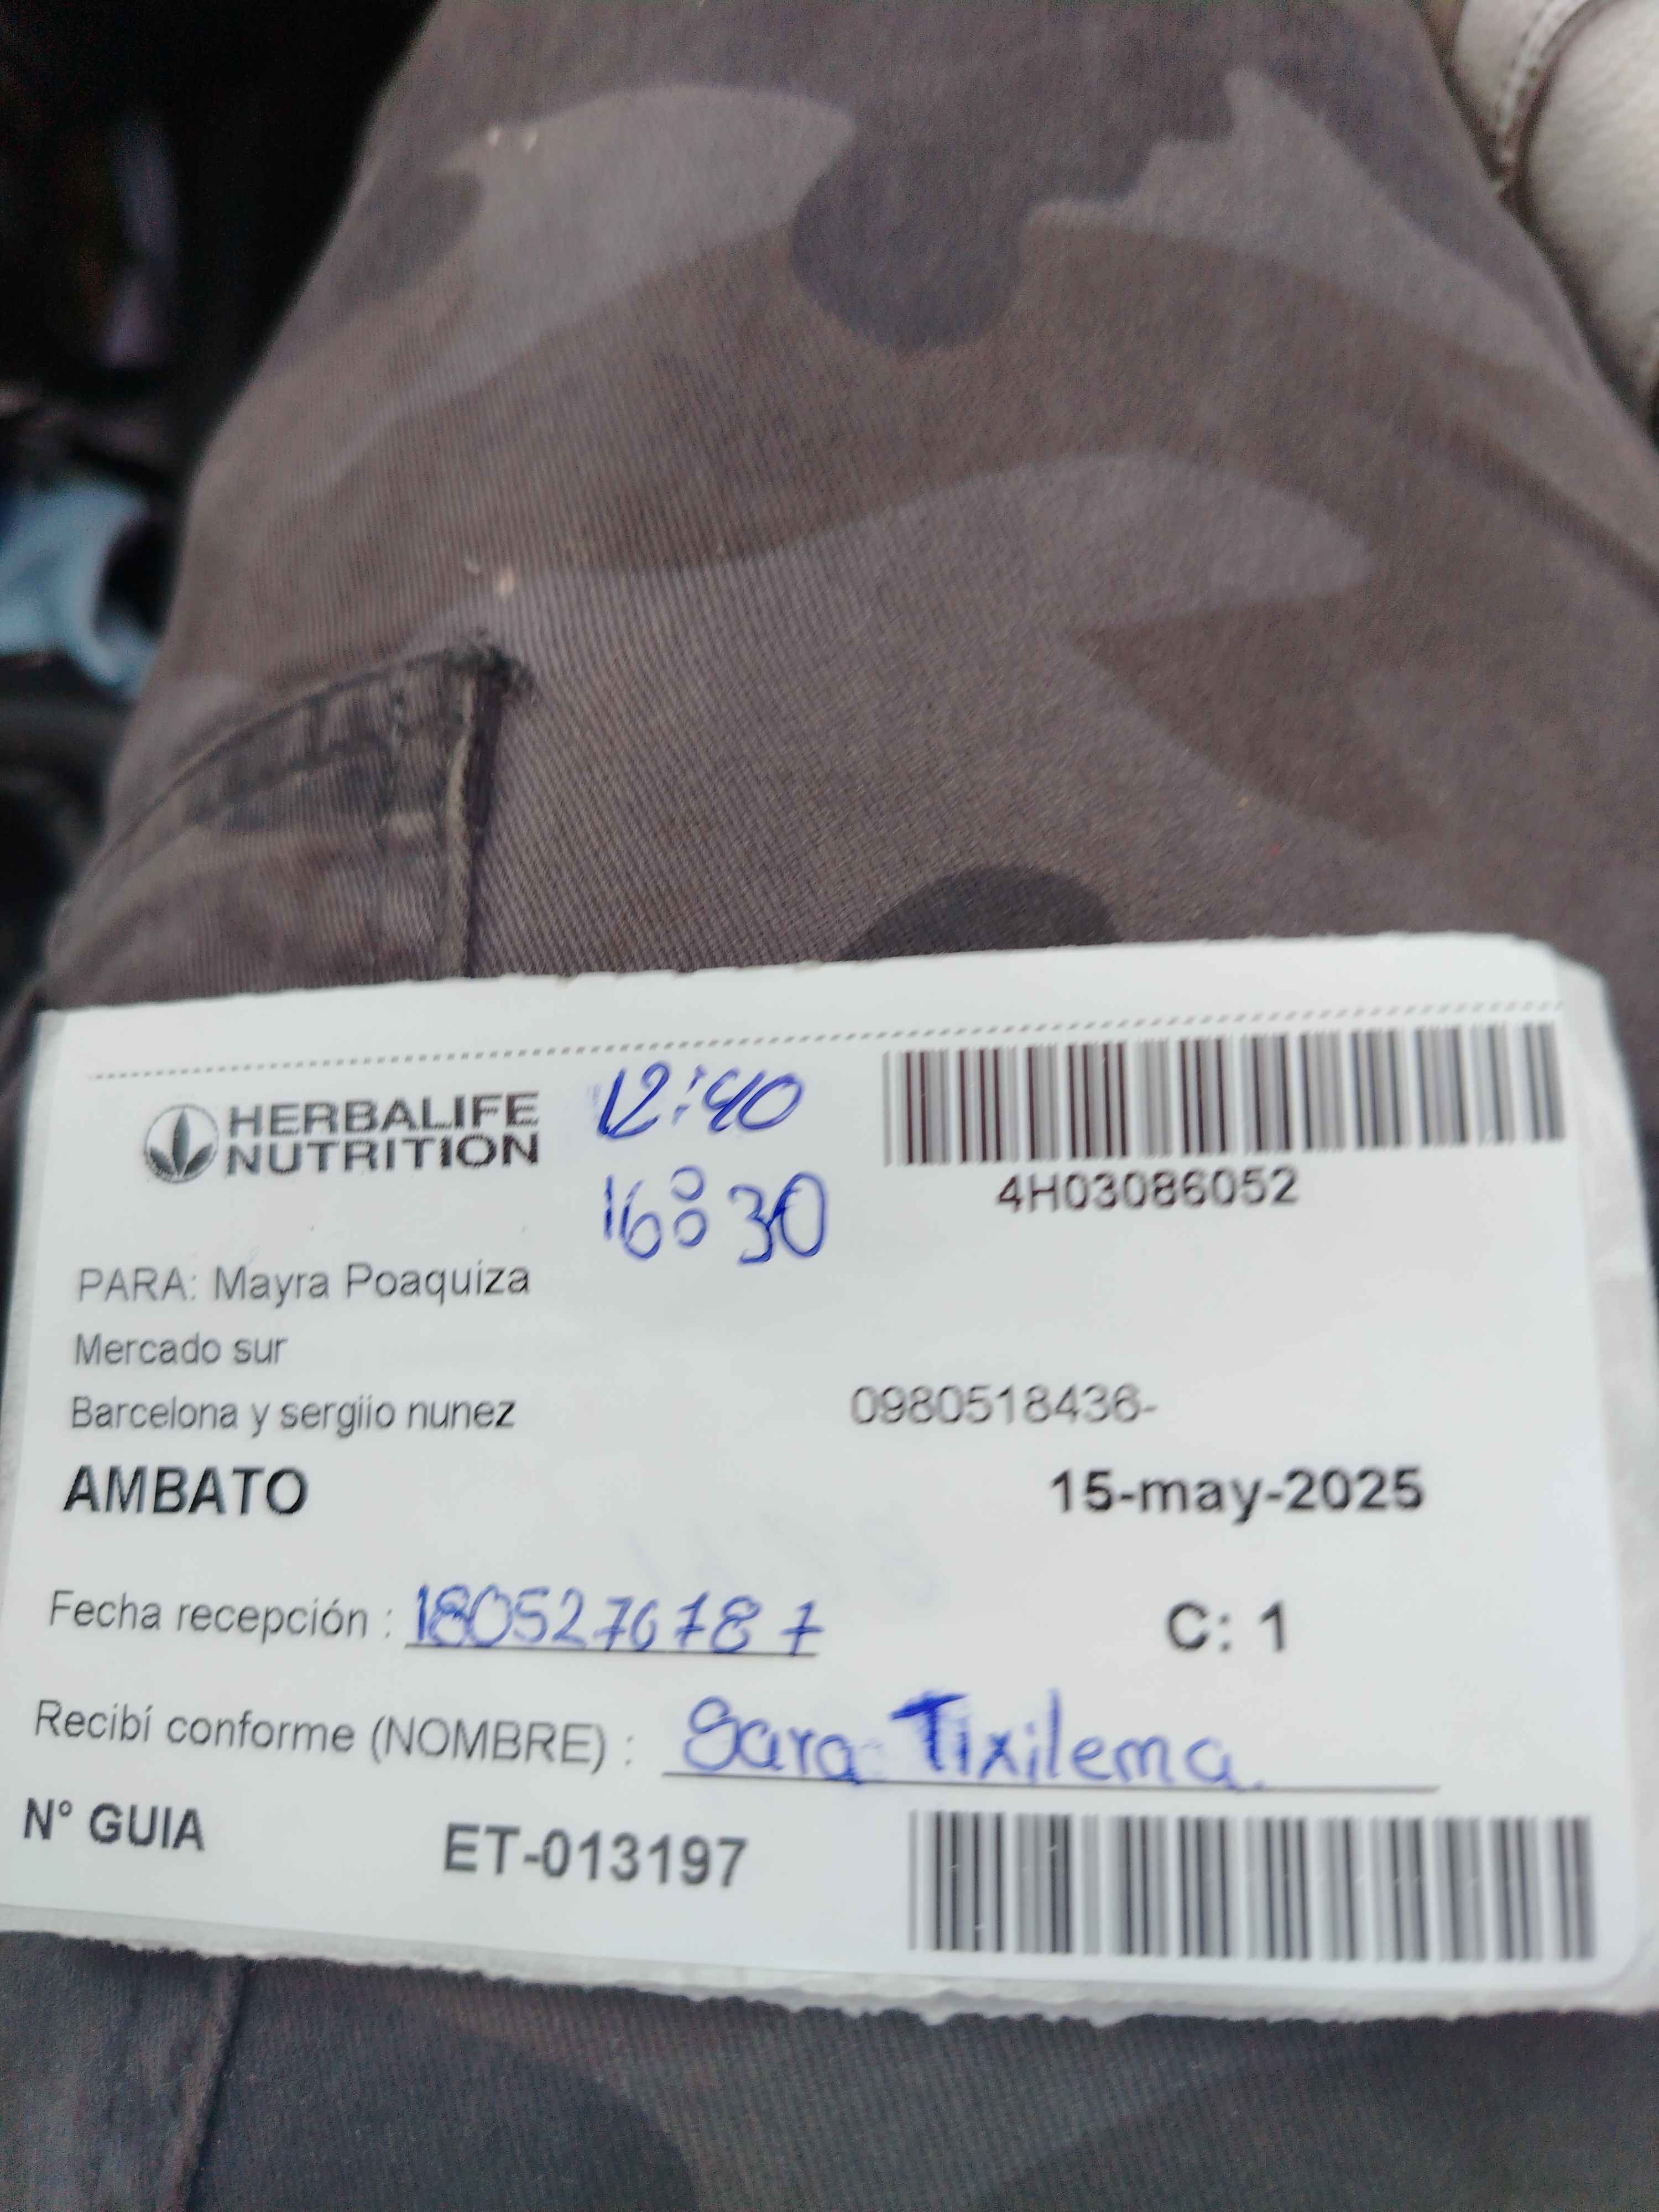 HERBALIFE
NUTRITION
12:40
16:30
4H03086052
PARA: Mayra Poaquiza
Mercado sur
Barcelona y sergiio nunez
0980518436-
AMBATO
15-may-2025
Fecha recepción : 1805276787
C: 1
Recibí conforme (NOMBRE) : Sara Tixilema.
N° GUIA ET-013197